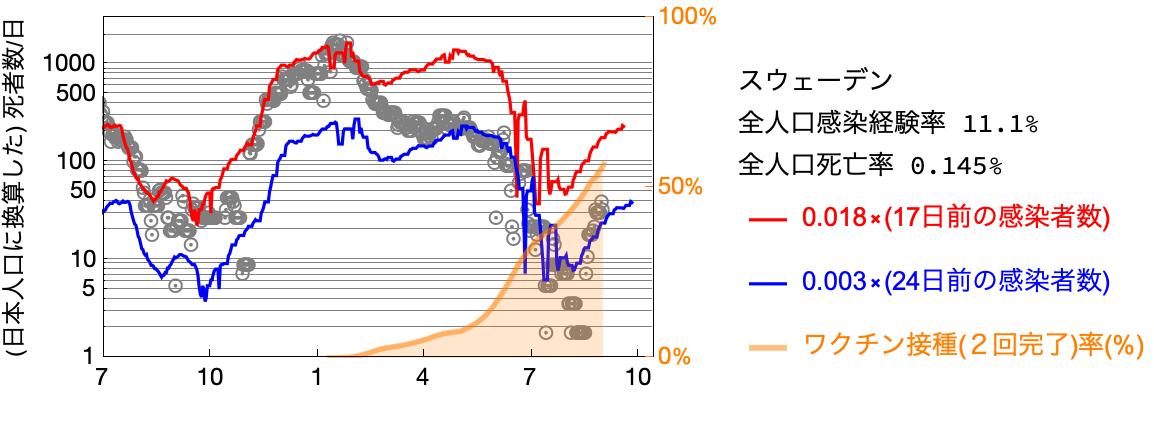 (日本人口に換算した) 死者数/日
1000
500
100
50
10
5
1
7
10
1
4
7
10
100%
50%
0%
スウェーデン
全人口感染経験率 11.1%
全人口死亡率 0.145%
0.018×(17日前の感染者数)
0.003×(24日前の感染者数)
ワクチン接種(２回完了)率(%)